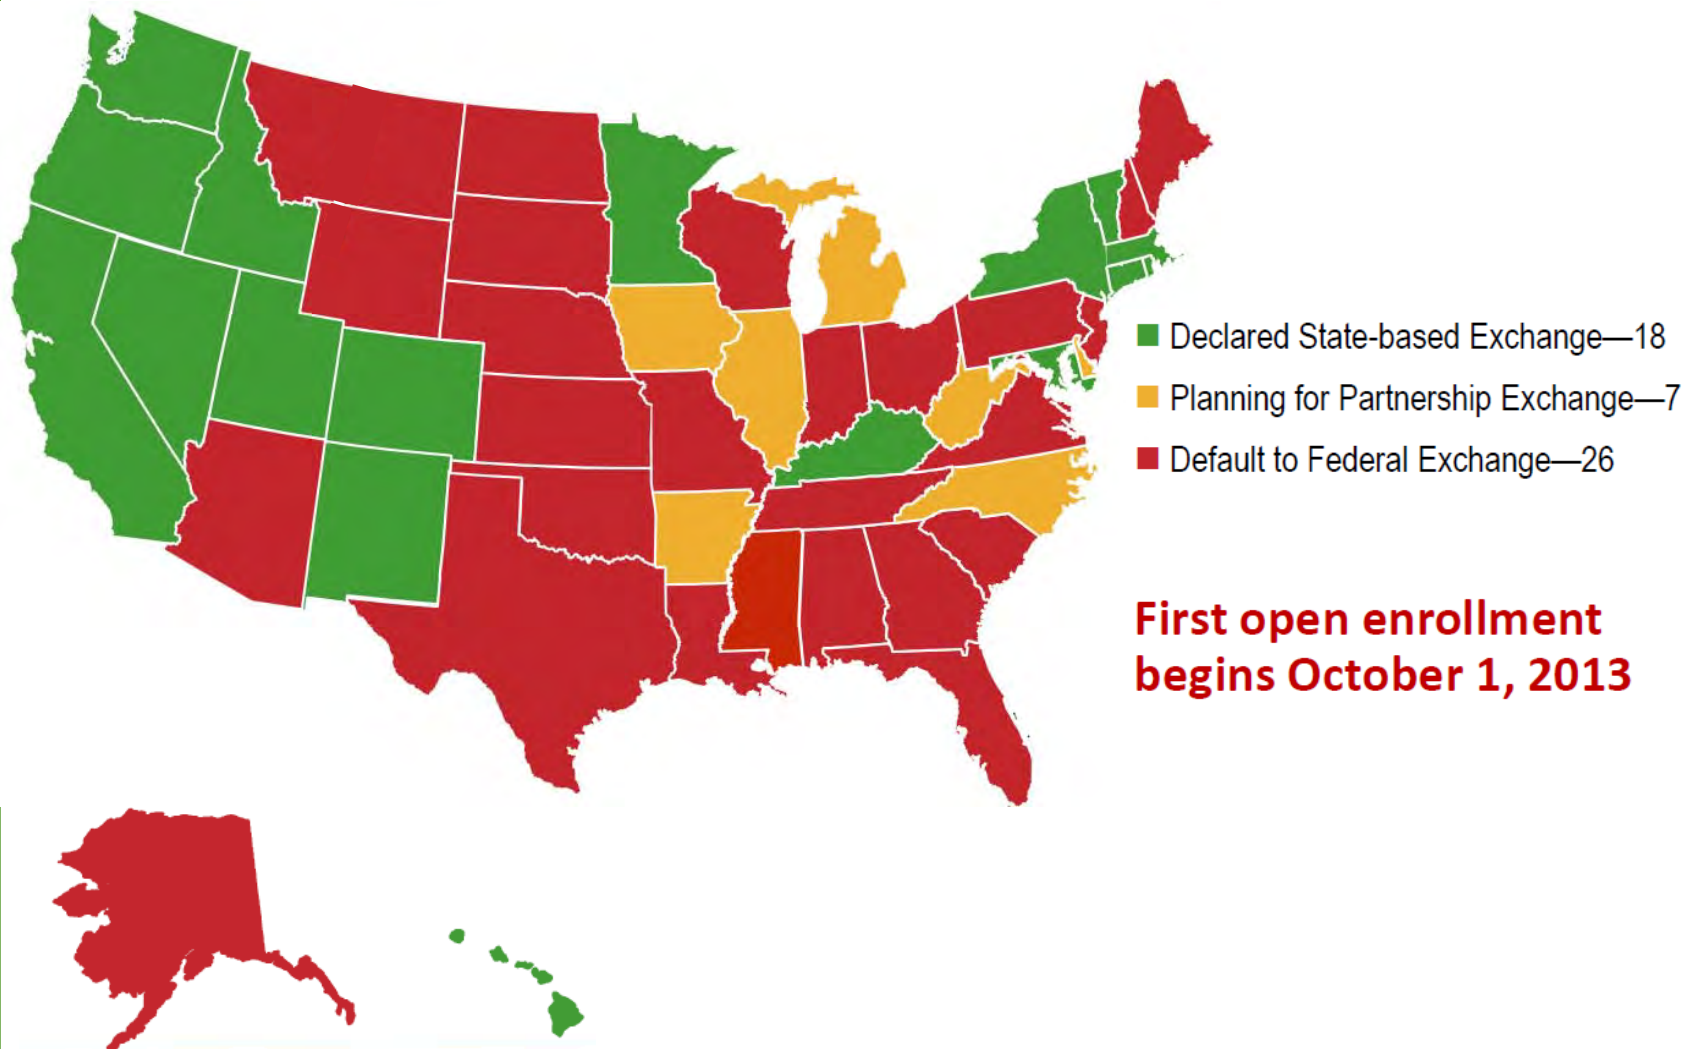 Declared State-based Exchange—18
Planning for Partnership Exchange—7
Default to Federal Exchange—26
First open enrollment
begins October 1, 2013